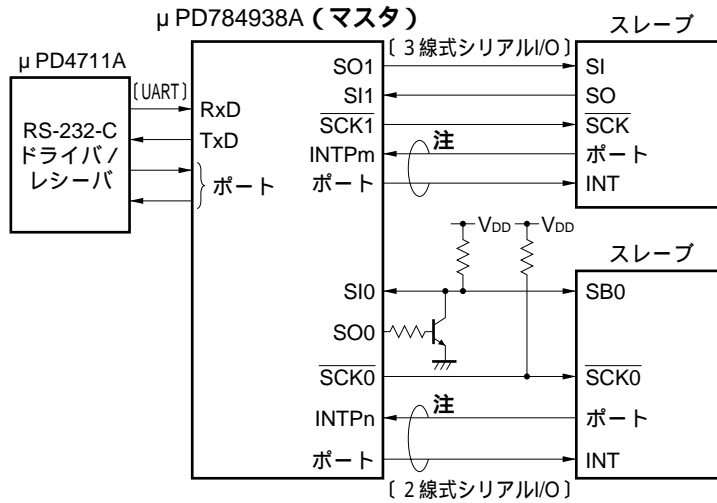 μPD784938A(マスタ)
μPD4711A
RS-232-C
ドライバ/
レシーバ
〔UART〕
RxD
TxD
ポート
SO1
SI1
SCK1
INTPm
ポート
〔3線式シリアルI/O〕
注
スレーブ
SI
SO
SCK
ポート
INT
VDD
VDD
SI0
SO0
SCK0
INTPn
ポート
注
〔2線式シリアルI/O〕
スレーブ
SB0
SCK0
ポート
INT